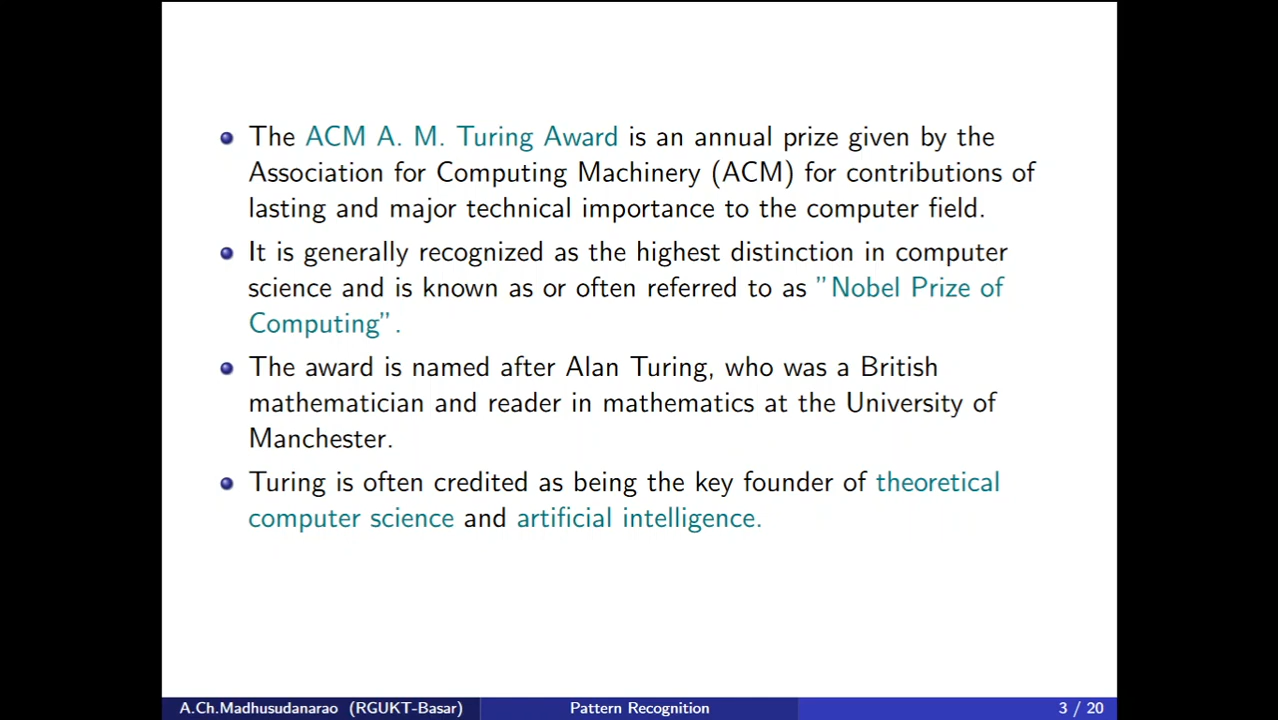 The ACM A. M. Turing Award is an annual prize given by the
Association for Computing Machinery (ACM) for contributions of
lasting and major technical importance to the computer field.
It is generally recognized as the highest distinction in computer
science and is known as or often referred to as ”Nobel Prize of
Computing”.
The award is named after Alan Turing, who was a British
mathematician and reader in mathematics at the University of
Manchester.
Turing is often credited as being the key founder of theoretical
computer science and artificial intelligence.
A.Ch.Madhusudanarao (RGUKT-Basar) Pattern Recognition 3 / 20